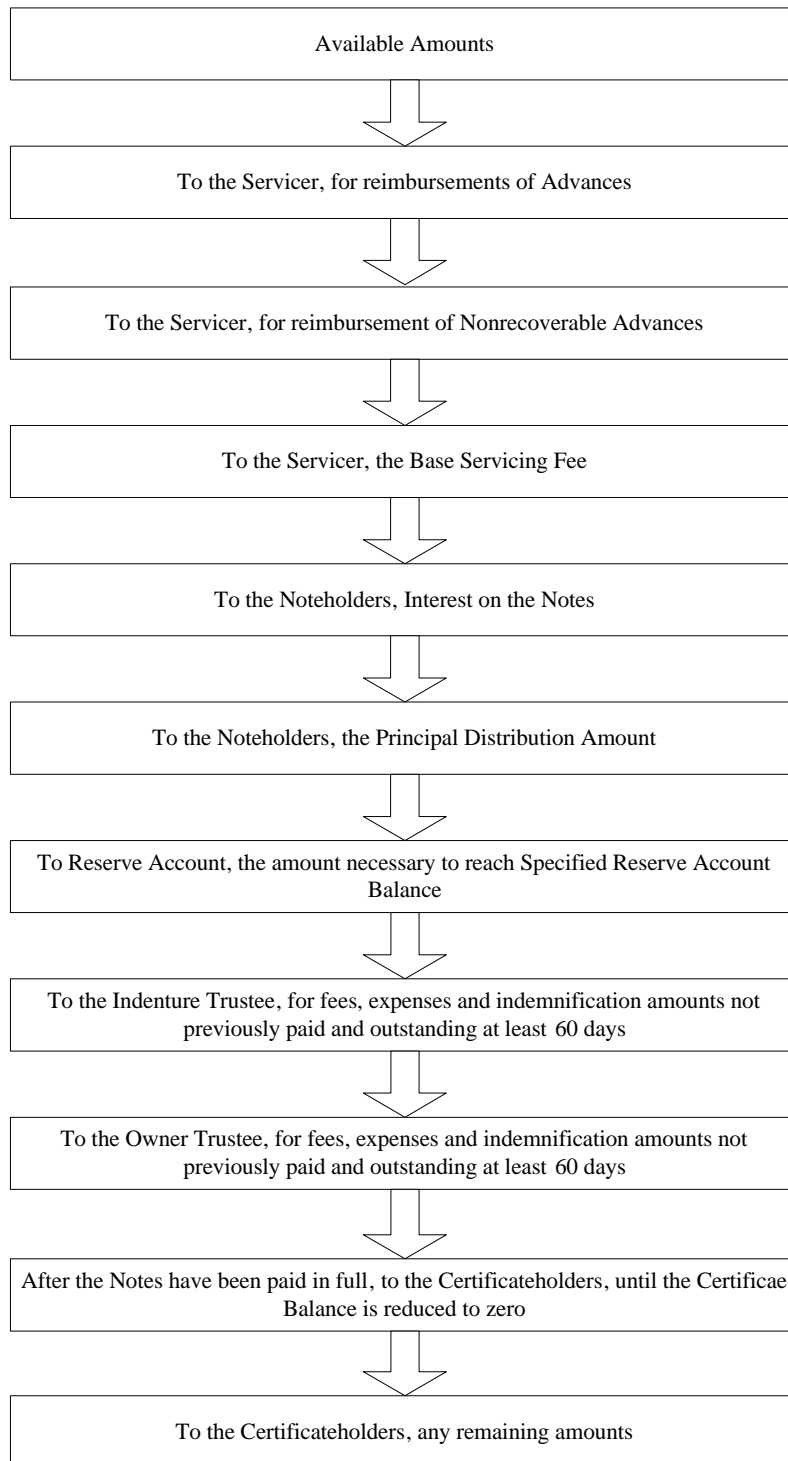 Available Amounts
To the Servicer, for reimbursements of Advances
To the Servicer, for reimbursement of Nonrecoverable Advances
To the Servicer, the Base Servicing Fee
To the Noteholders, Interest on the Notes
To the Noteholders, the Principal Distribution Amount
To Reserve Account, the amount necessary to reach Specified Reserve Account
Balance
To the Indenture Trustee, for fees, expenses and indemnification amounts not
previously paid and outstanding at least 60 days
To the Owner Trustee, for fees, expenses and indemnification amounts not
previously paid and outstanding at least 60 days
After the Notes have been paid in full, to the Certificateholders, until the Certificae
Balance is reduced to zero
To the Certificateholders, any remaining amounts